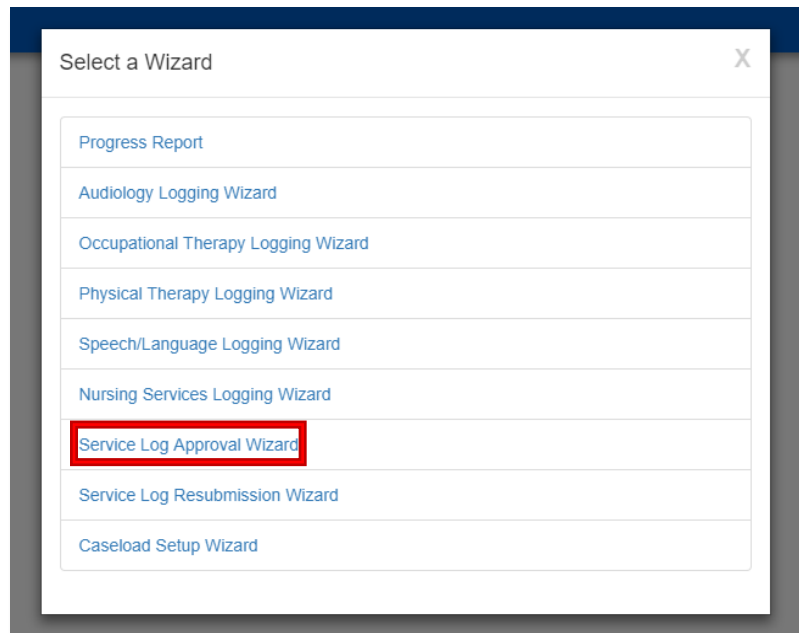 Select a Wizard X
Progress Report
Audiology Logging Wizard
Occupational Therapy Logging Wizard
Physical Therapy Logging Wizard
Speech/Language Logging Wizard
Nursing Services Logging Wizard
Service Log Approval Wizard
Service Log Resubmission Wizard
Caseload Setup Wizard